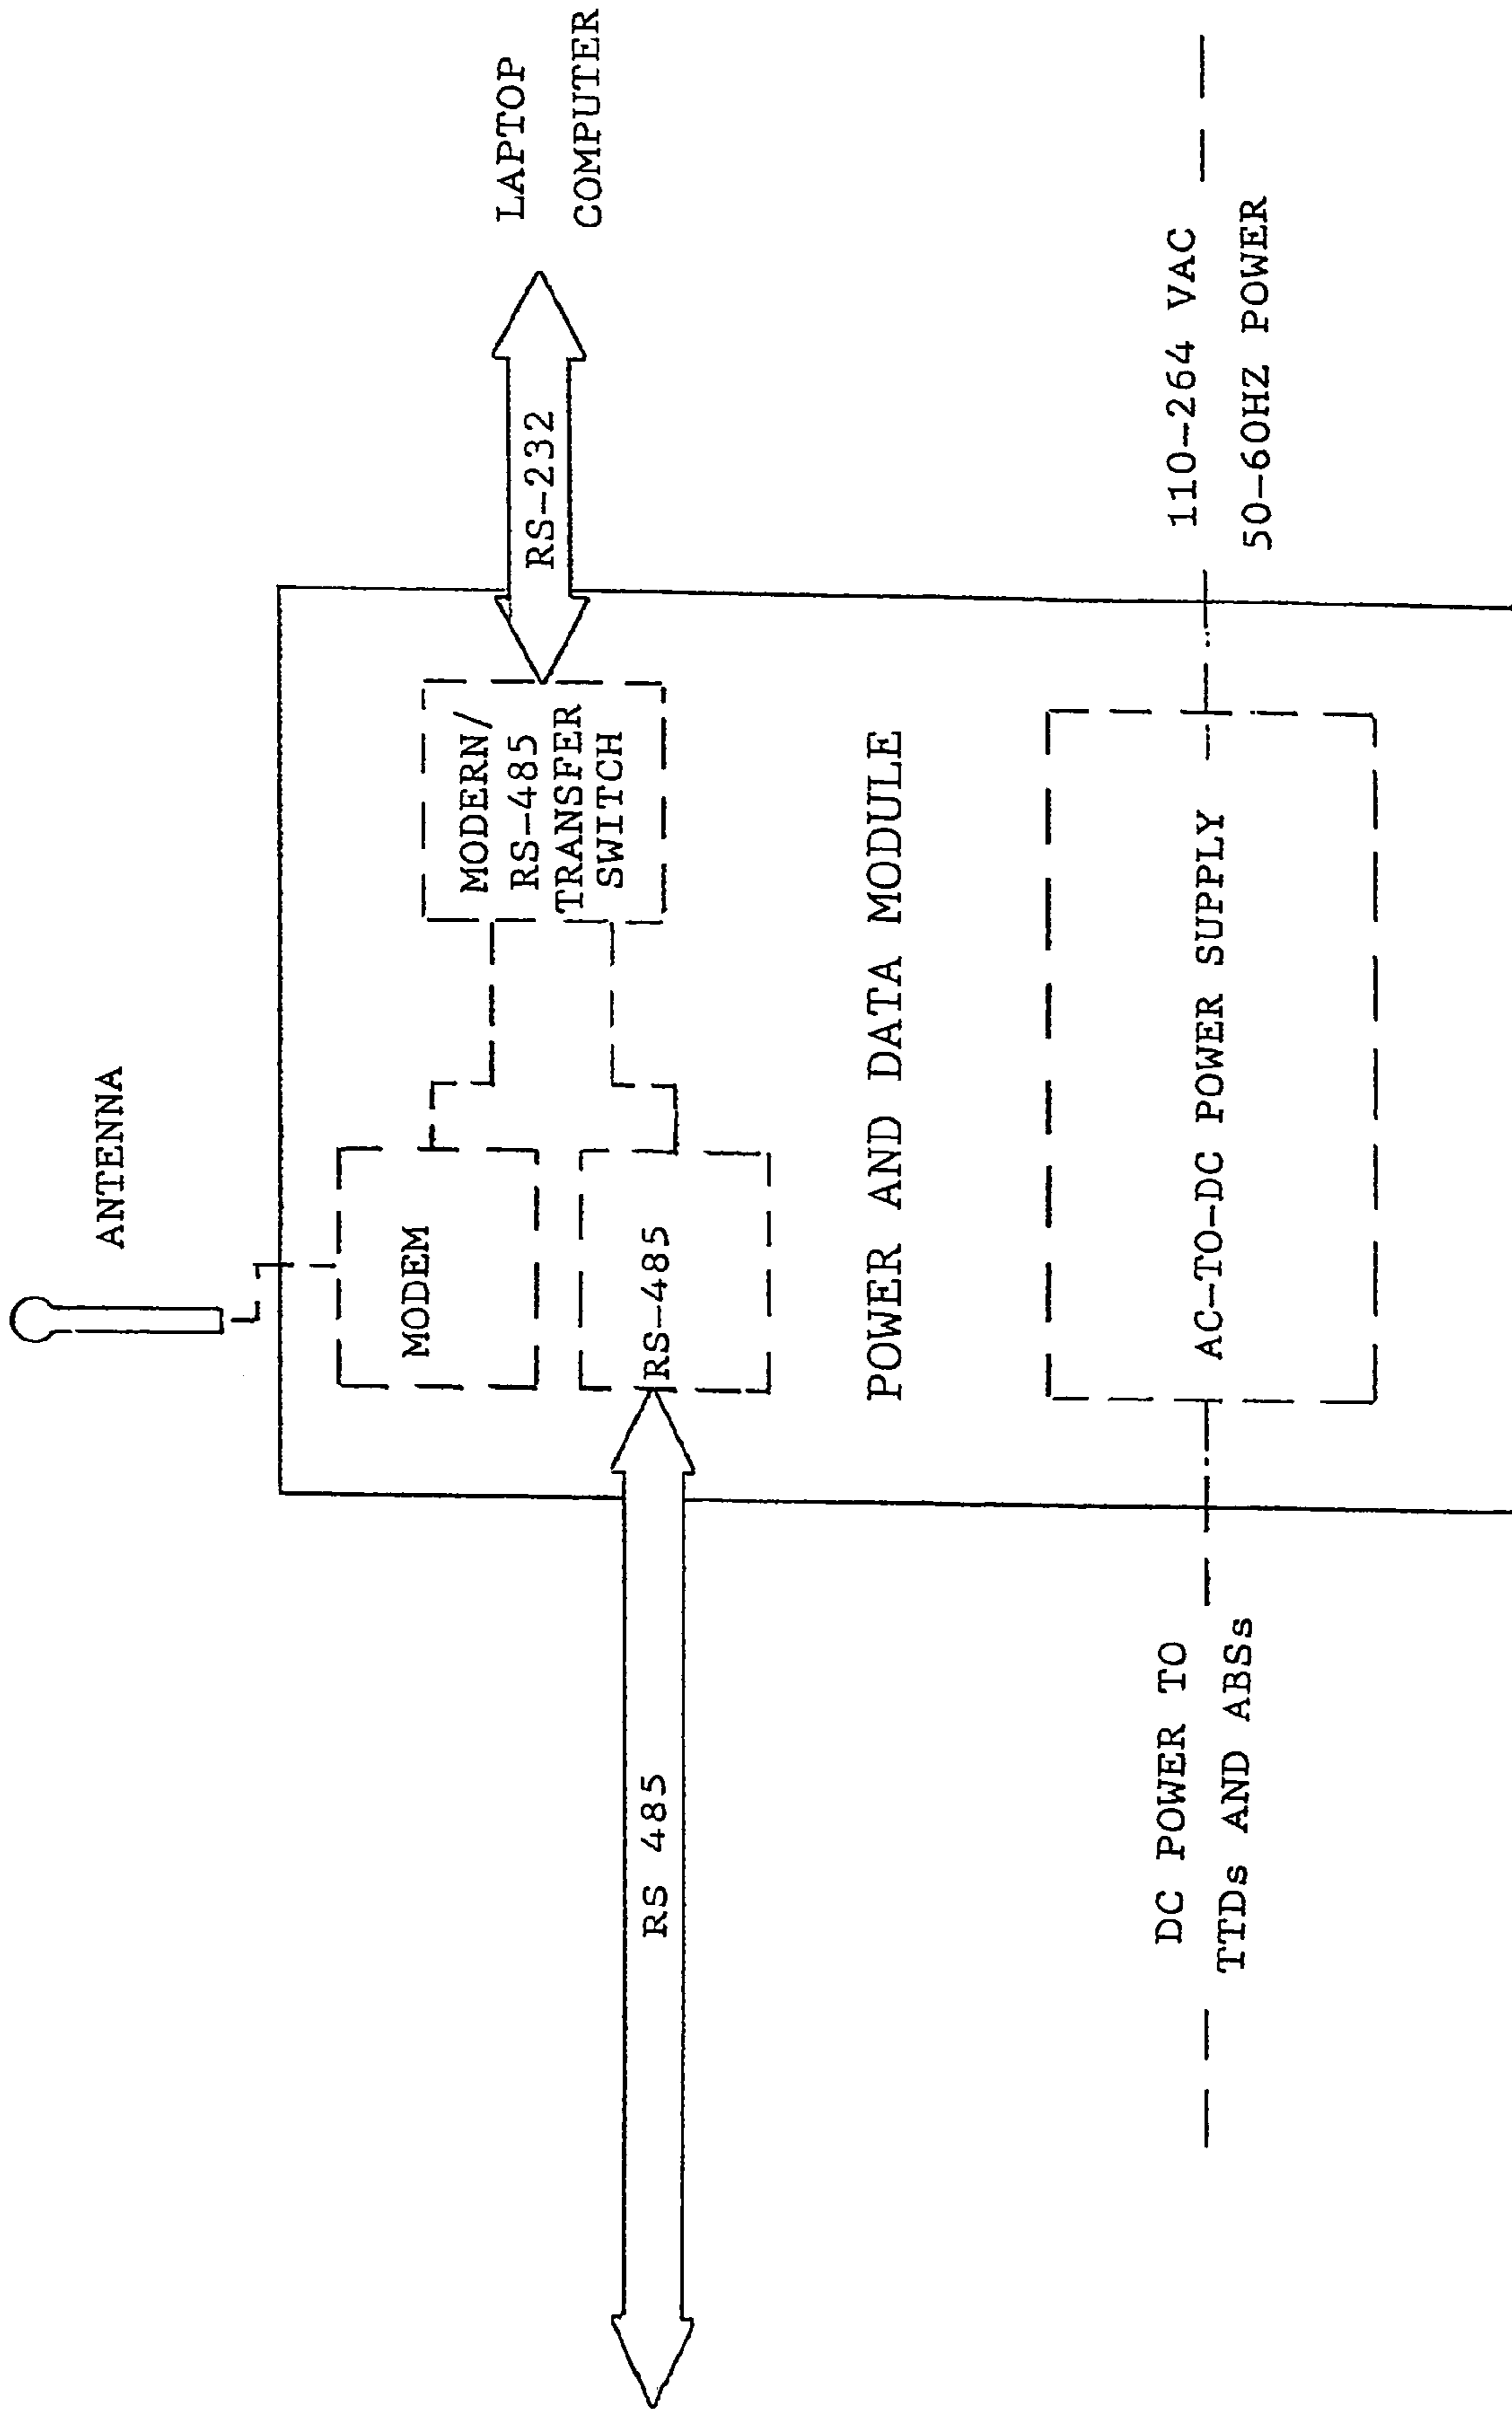 ANTENNA
LAPTOP
COMPUTER
MODEM
MODERN/
RS-485
TRANSFER
SWITCH
RS-232
RS-485
RS 485
POWER AND DATA MODULE
AC-TO-DC POWER SUPPLY
DC POWER TO
TTDs AND ABSs
110-264 VAC
50-60HZ POWER